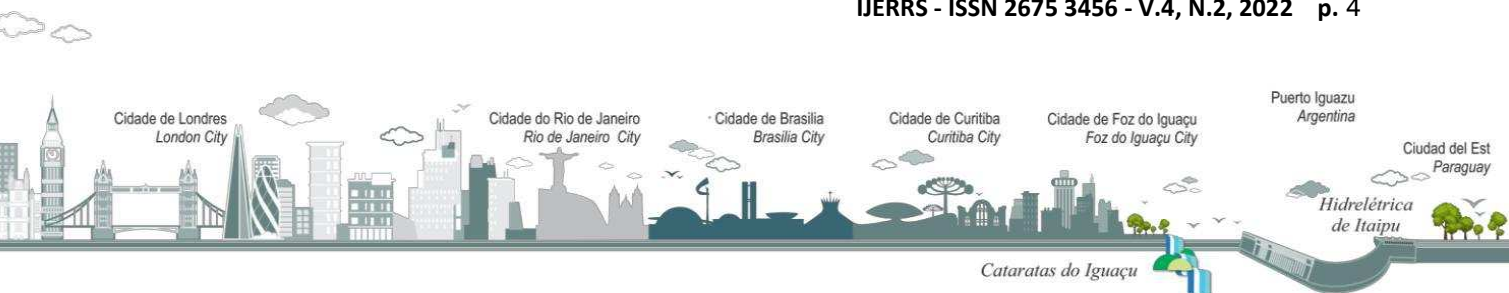 IJERRS - ISSN 2675 3456 - V.4, N.2, 2022 p. 4
Cidade de Londres
London City
Cidade do Rio de Janeiro
Rio de Janeiro City
Cidade de Brasilia
Brasilia City
Cidade de Curitiba
Curitiba City
Cidade de Foz do Iguaçu
Foz do Iguaçu City
Puerto Iguazu
Argentina
Ciudad del Est
Paraguay
Hidrelétrica
de Itaipu
Cataratas do Iguaçu